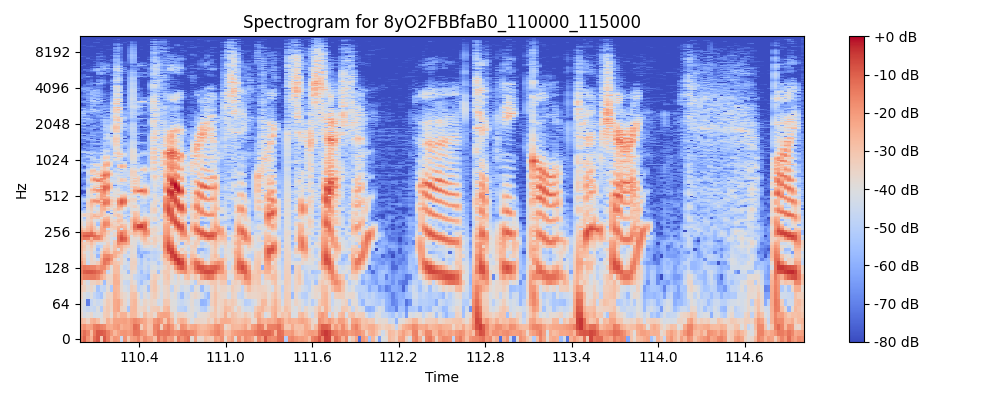 Spectrogram for 8yO2FBBfaB0_110000_115000
Hz
8192
4096
2048
1024
512
256
128
64
0
110.4 111.0 111.6 112.2 112.8 113.4 114.0 114.6
Time
+0 dB
-10 dB
-20 dB
-30 dB
-40 dB
-50 dB
-60 dB
-70 dB
-80 dB